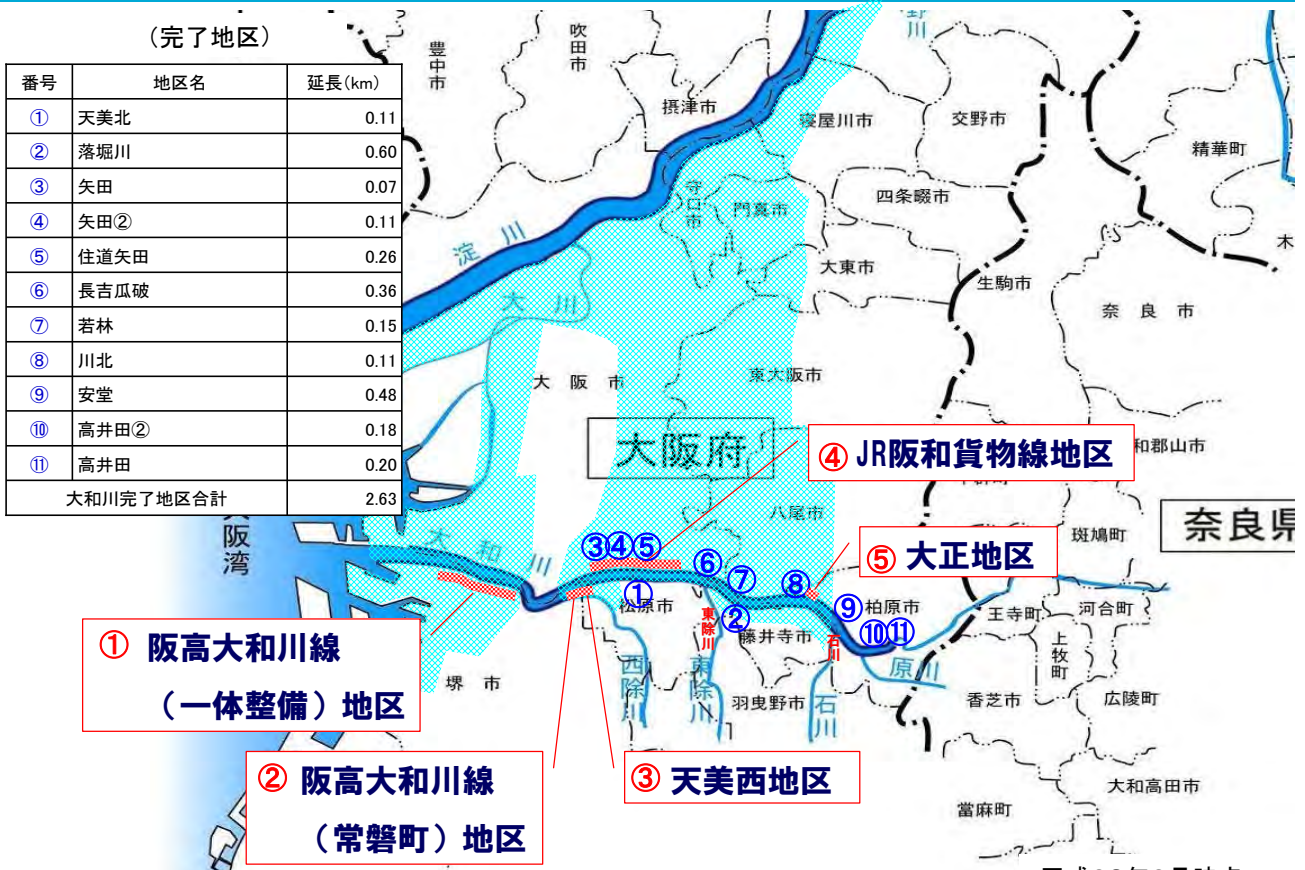 (完了地区)
番号 地区名 延長(km)
① 天美北 0.11
② 落堀川 0.60
③ 矢田 0.07
④ 矢田② 0.11
⑤ 住道矢田 0.26
⑥ 長吉瓜破 0.36
⑦ 若林 0.15
⑧ 川北 0.11
⑨ 安堂 0.48
⑩ 高井田② 0.18
⑪ 高井田 0.20
大和川完了地区合計 2.63
豊中市
吹田市
摂津市
寝屋川市
交野市
精華町
守口市
門真市
四条畷市
木
淀川
大川
大東市
生駒市
奈良市
大阪市
東大阪市
大阪府
④ JR阪和貨物線地区
和郡山市
八尾市
斑鳩町
奈良県
阪湾
大和川
③④⑤
⑥
⑦
⑧
⑤ 大正地区
①
松原市
東除川
②
藤井寺市
石川
⑨
柏原市
⑩⑪
王寺町
河合町
上牧町
① 阪高大和川線
(一体整備)地区
堺市
西除川
東除川
羽曳野市
石川
原川
香芝市
広陵町
② 阪高大和川線
(常磐町)地区
③ 天美西地区
大和高田市
當麻町